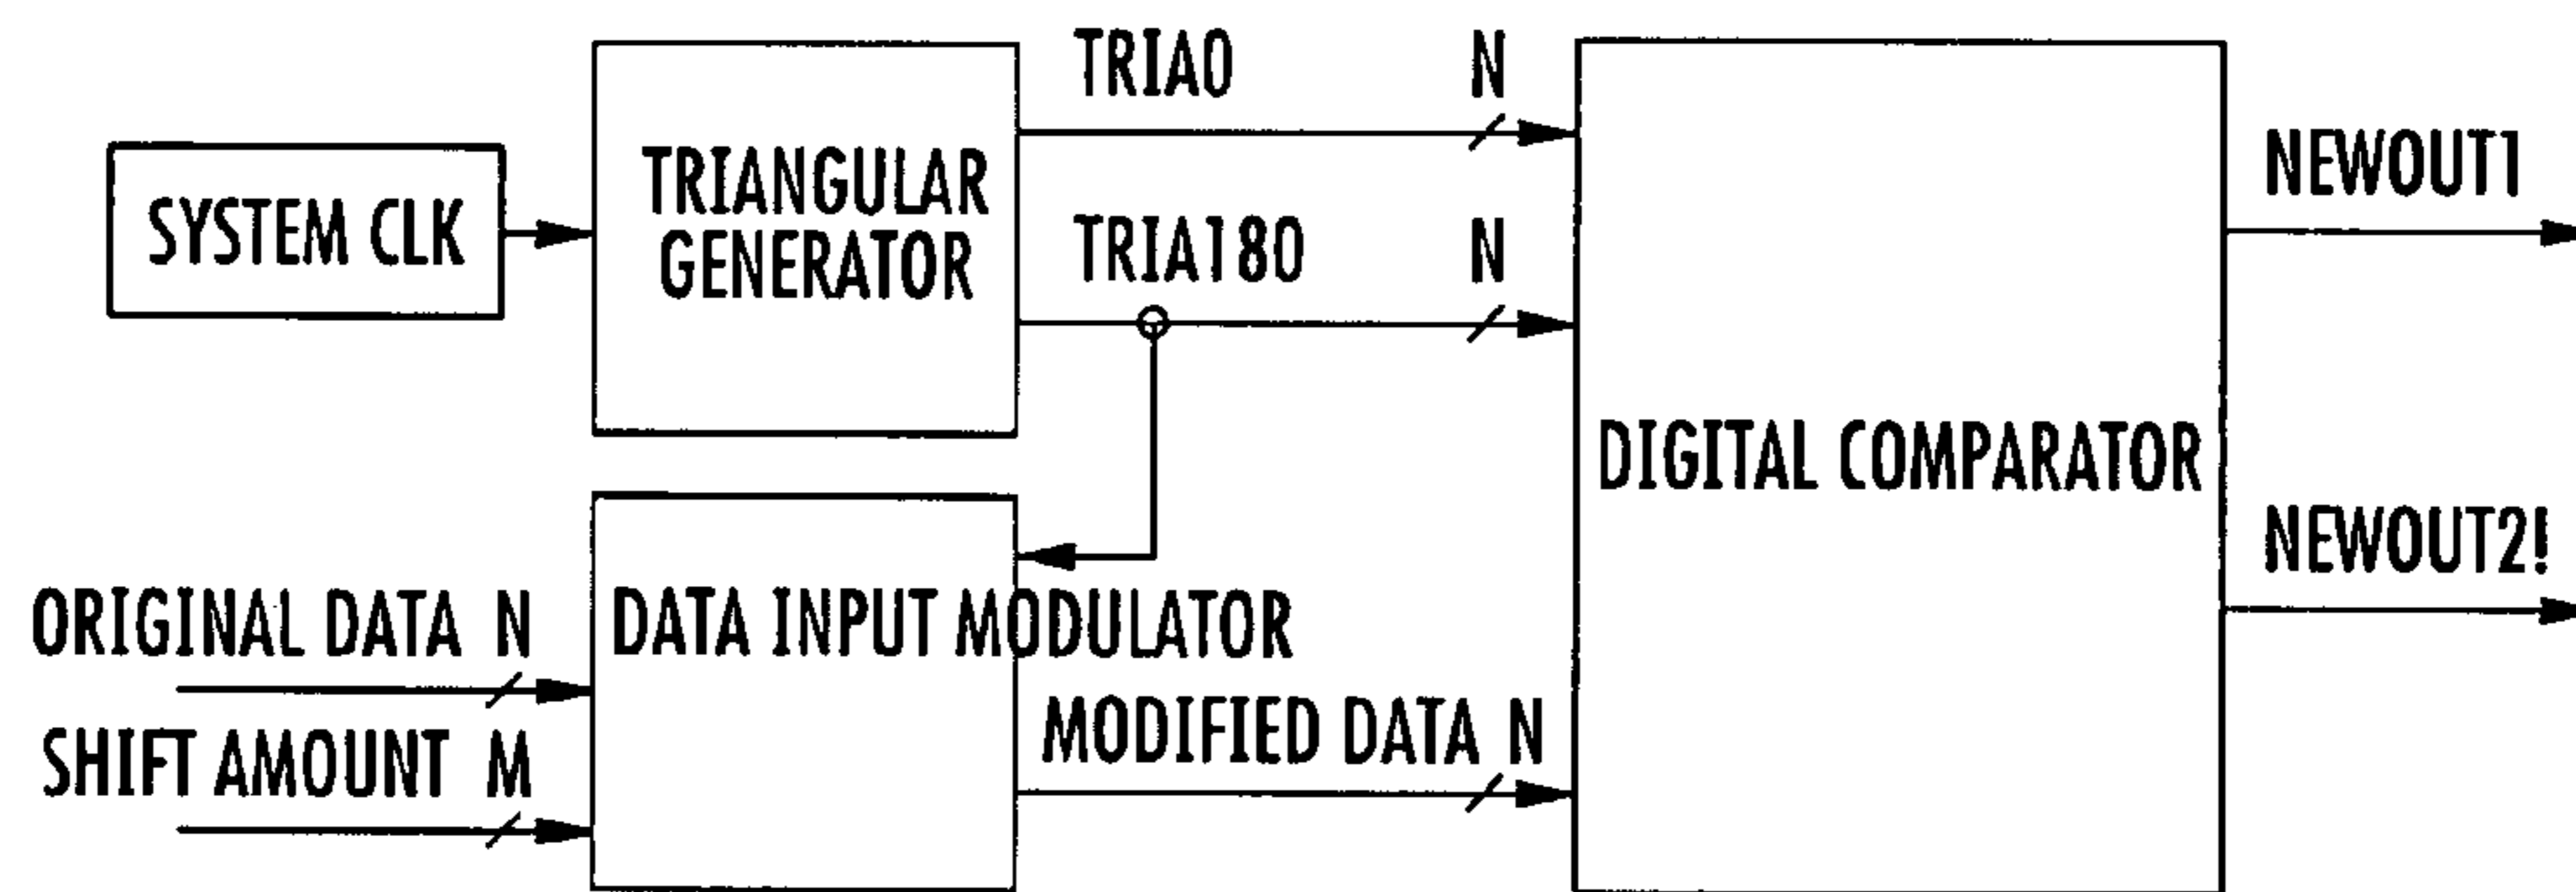 TRIA0 N
SYSTEM CLK
TRIANGULAR
GENERATOR
TRIA180 N
NEWOUT1
DIGITAL COMPARATOR
NEWOUT2!
ORIGINAL DATA N
DATA INPUT MODULATOR
SHIFT AMOUNT M
MODIFIED DATA N